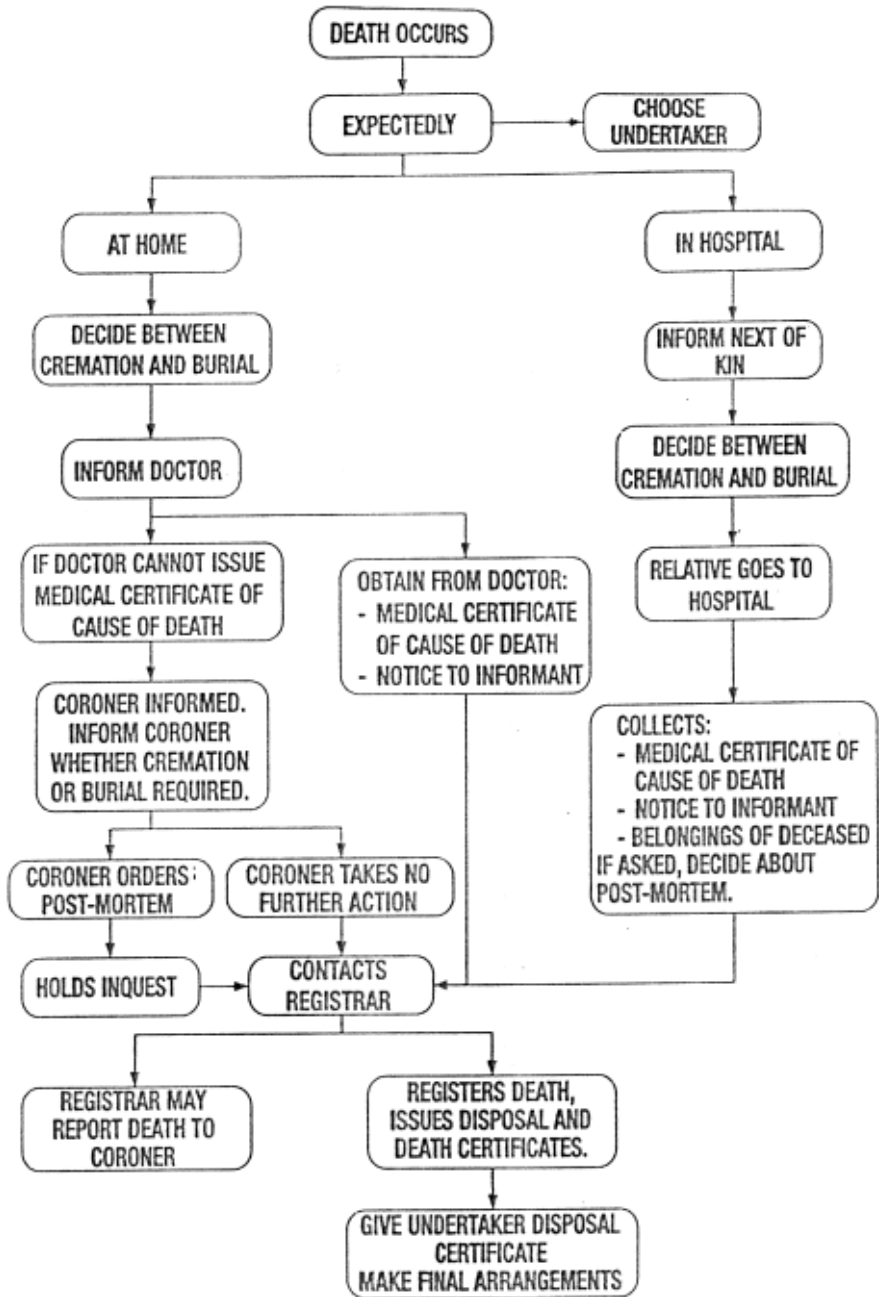 DEATH OCCURS
EXPECTEDLY
CHOOSE
UNDERTAKER
AT HOME
IN HOSPITAL
DECIDE BETWEEN
CREMATION AND BURIAL
INFORM NEXT OF
KIN
INFORM DOCTOR
DECIDE BETWEEN
CREMATION AND BURIAL
IF DOCTOR CANNOT ISSUE
MEDICAL CERTIFICATE OF
CAUSE OF DEATH
OBTAIN FROM DOCTOR:
- MEDICAL CERTIFICATE
OF CAUSE OF DEATH
- NOTICE TO INFORMANT
RELATIVE GOES TO
HOSPITAL
CORONER INFORMED.
INFORM CORONER
WHETHER CREMATION
OR BURIAL REQUIRED.
COLLECTS:
- MEDICAL CERTIFICATE OF
CAUSE OF DEATH
- NOTICE TO INFORMANT
- BELONGINGS OF DECEASED
IF ASKED, DECIDE ABOUT
POST-MORTEM.
CORONER ORDERS
POST-MORTEM
CORONER TAKES NO
FURTHER ACTION
HOLDS INQUEST
CONTACTS
REGISTRAR
REGISTRAR MAY
REPORT DEATH TO
CORONER
REGISTERS DEATH,
ISSUES DISPOSAL AND
DEATH CERTIFICATES.
GIVE UNDERTAKER DISPOSAL
CERTIFICATE
MAKE FINAL ARRANGEMENTS